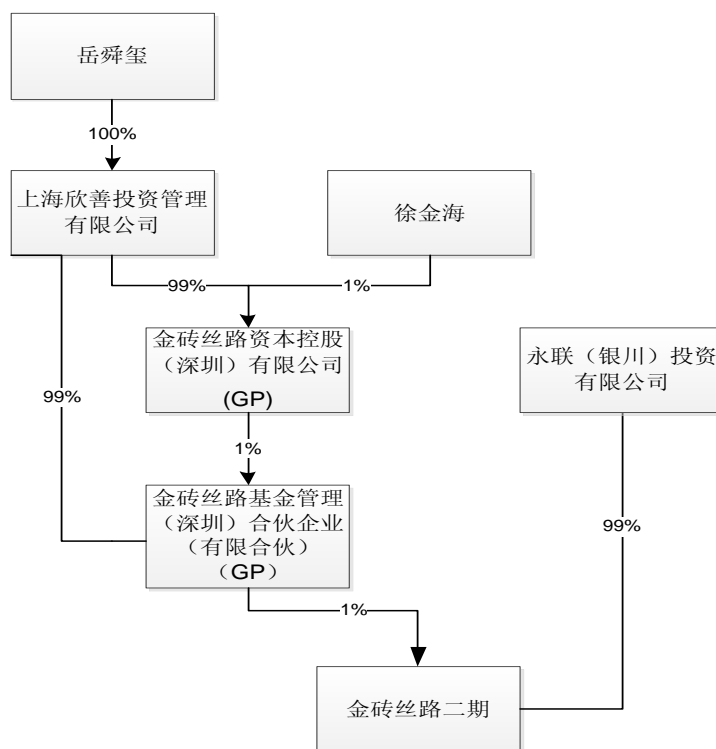 岳舜玺
100%
上海欣善投资管理
有限公司
徐金海
99%
1%
金砖丝路资本控股
（深圳）有限公司
(GP)
永联（银川）投资
有限公司
99%
1%
金砖丝路基金管理
（深圳）合伙企业
（有限合伙）
（GP）
99%
1%
金砖丝路二期